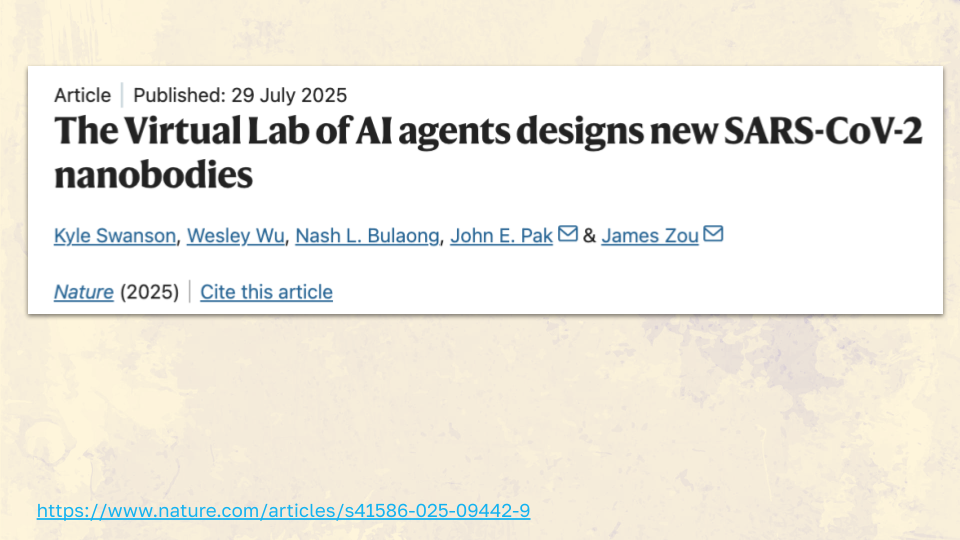 Article | Published: 29 July 2025
The Virtual Lab of AI agents designs new SARS-CoV-2
nanobodies
Kyle Swanson, Wesley Wu, Nash L. Bulaong, John E. Pak & James Zou
Nature (2025) | Cite this article
https://www.nature.com/articles/s41586-025-09442-9